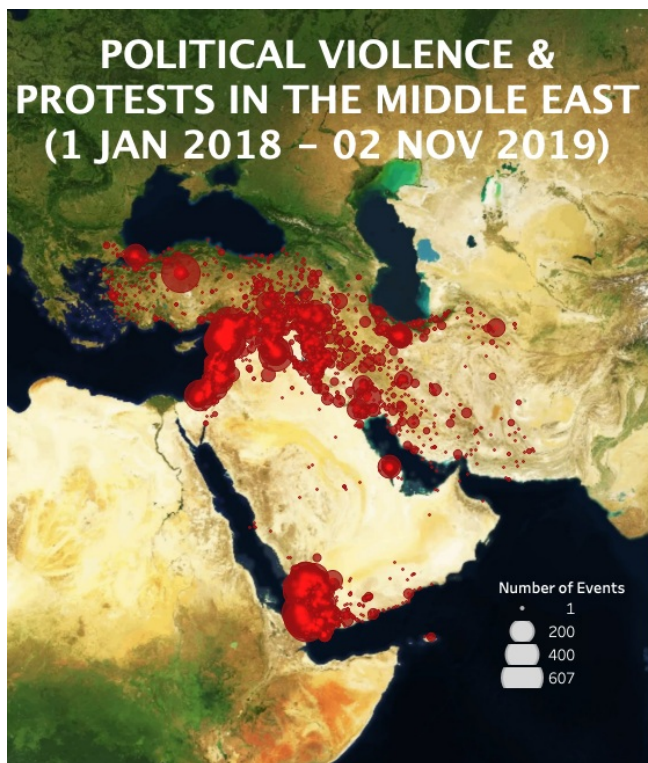 POLITICAL VIOLENCE &
PROTESTS IN THE MIDDLE EAST
(1 JAN 2018 – 02 NOV 2019)
Number of Events
1
200
400
607